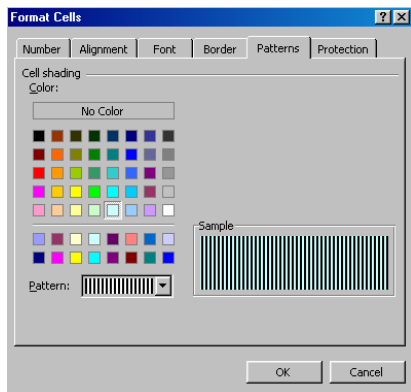 Format Cells
Number Alignment Font Border Patterns Protection
Cell shading
Color:
No Color
Sample
Pattern:
OK Cancel